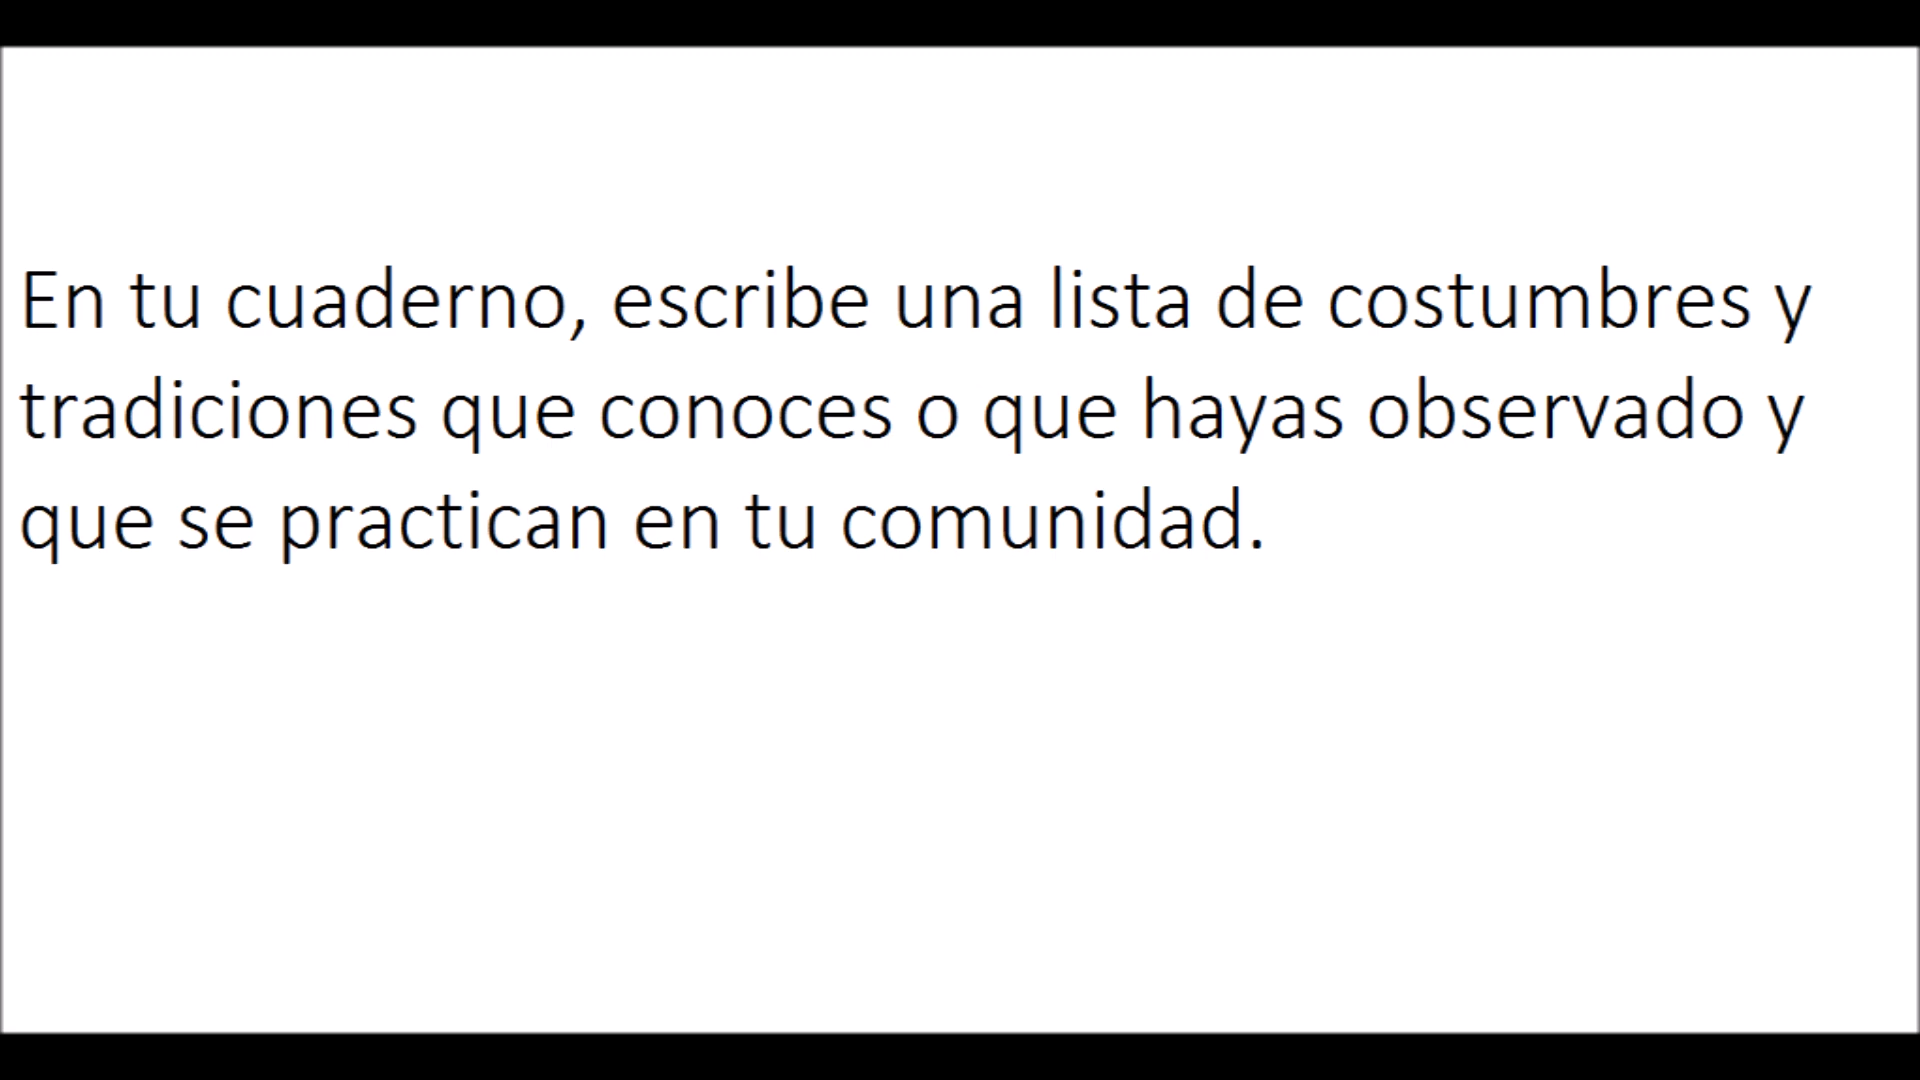 En tu cuaderno, escribe una lista de costumbres y
tradiciones que conoces o que hayas observado y
que se practican en tu comunidad.